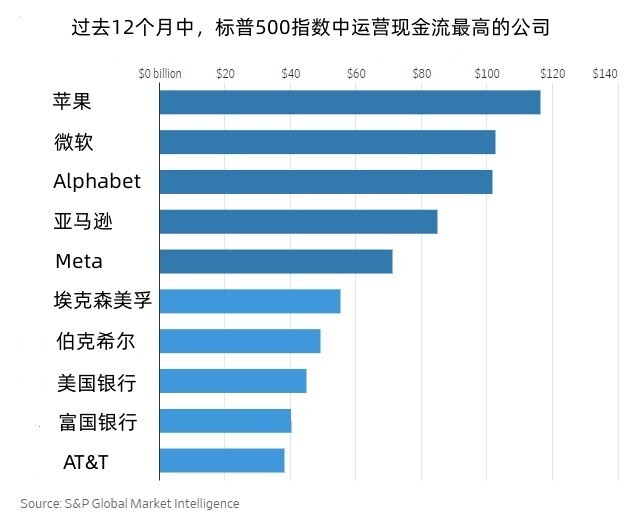 过去12个月中，标普500指数中运营现金流最高的公司
$0 billion $20 $40 $60 $80 $100 $120 $140
苹果
微软
Alphabet
亚马逊
Meta
埃克森美孚
伯克希尔
美国银行
富国银行
AT&T
Source: S&P Global Market Intelligence